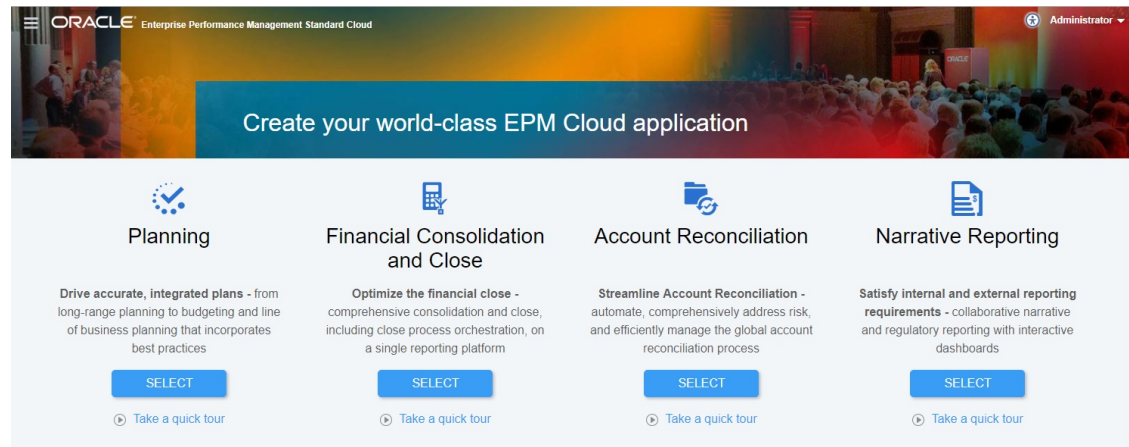 ORACLE® Enterprise Performance Management Standard Cloud
Administrator
ORACLE
Create your world-class EPM Cloud application
Planning
Drive accurate, integrated plans - from
long-range planning to budgeting and line
of business planning that incorporates
best practices
SELECT
Take a quick tour
Financial Consolidation
and Close
Optimize the financial close -
comprehensive consolidation and close,
including close process orchestration, on
a single reporting platform
SELECT
Take a quick tour
Account Reconciliation
Streamline Account Reconciliation -
automate, comprehensively address risk,
and efficiently manage the global account
reconciliation process
SELECT
Take a quick tour
Narrative Reporting
Satisfy internal and external reporting
requirements - collaborative narrative
and regulatory reporting with interactive
dashboards
SELECT
Take a quick tour